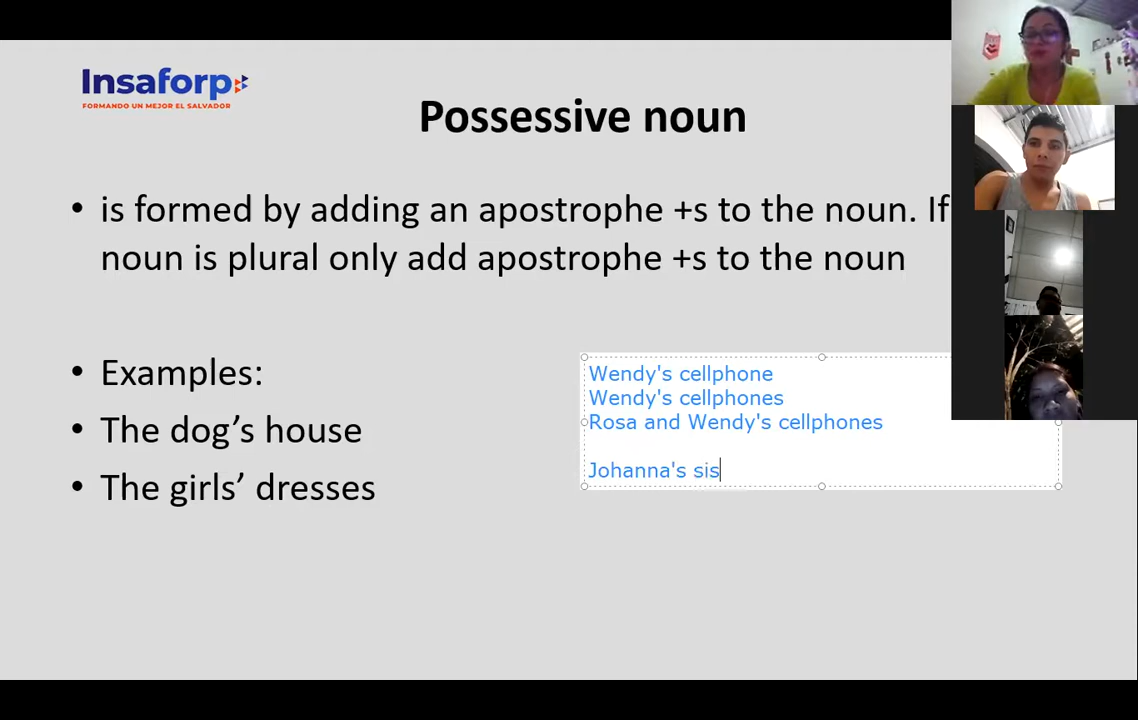 Insaforp
FORMANDO UN MEJOR EL SALVADOR
Possessive noun
• is formed by adding an apostrophe +s to the noun. If
noun is plural only add apostrophe +s to the noun
• Examples:
• The dog’s house
• The girls’ dresses
Wendy's cellphone
Wendy's cellphones
Rosa and Wendy's cellphones
Johanna's sis